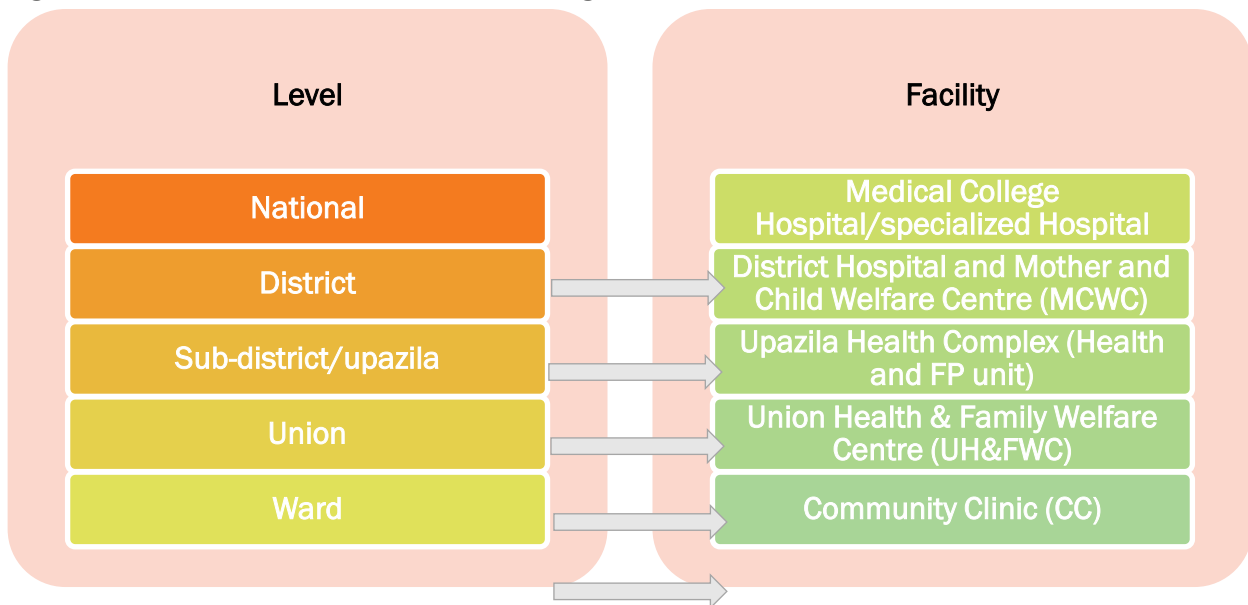 Level
National
District
Sub-district/upazila
Union
Ward
Facility
Medical College
Hospital/specialized Hospital
District Hospital and Mother and
Child Welfare Centre (MCWC)
Upazila Health Complex (Health
and FP unit)
Union Health & Family Welfare
Centre (UH&FWC)
Community Clinic (CC)